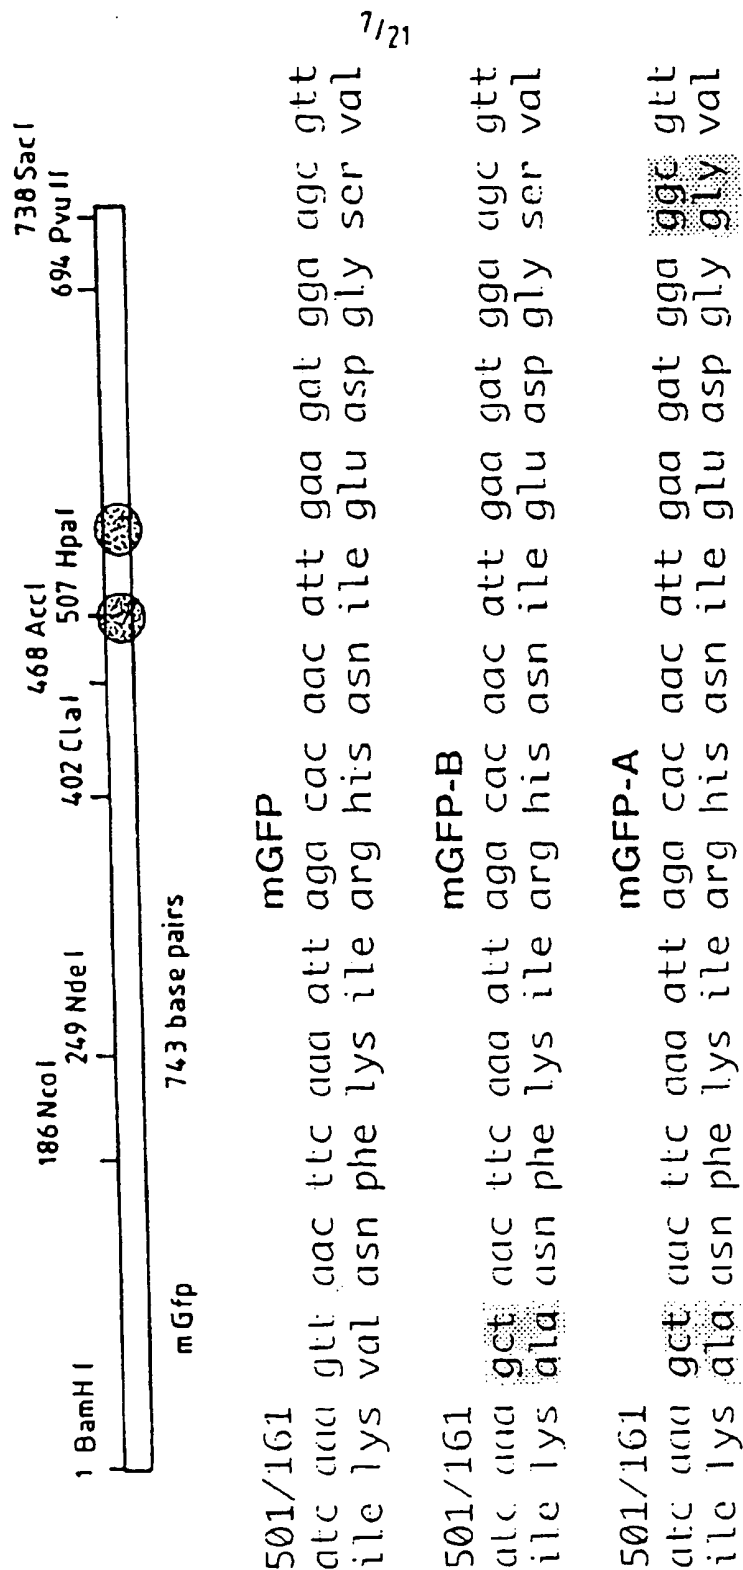 7/21
1 BamHI
186 NcoI
249 NdeI
402 ClaI
468 AccI
507 HpaI
694 PvuII
738 SacI
mGfp
743 base pairs
mGFP
501/161
atc aaa gtt aac ttc aaa att aga cac aac att gaa gat gga agc gtt
ile lys val asn phe lys ile arg his asn ile glu asp gly ser val
mGFP-B
501/161
atc aaa gct aac ttc aaa att aga cac aac att gaa gat gga agc gtt
ile lys ala asn phe lys ile arg his asn ile glu asp gly ser val
mGFP-A
501/161
atc aaa gct aac ttc aaa att aga cac aac att gaa gat gga ggc gtt
ile lys ala asn phe lys ile arg his asn ile glu asp gly gly val